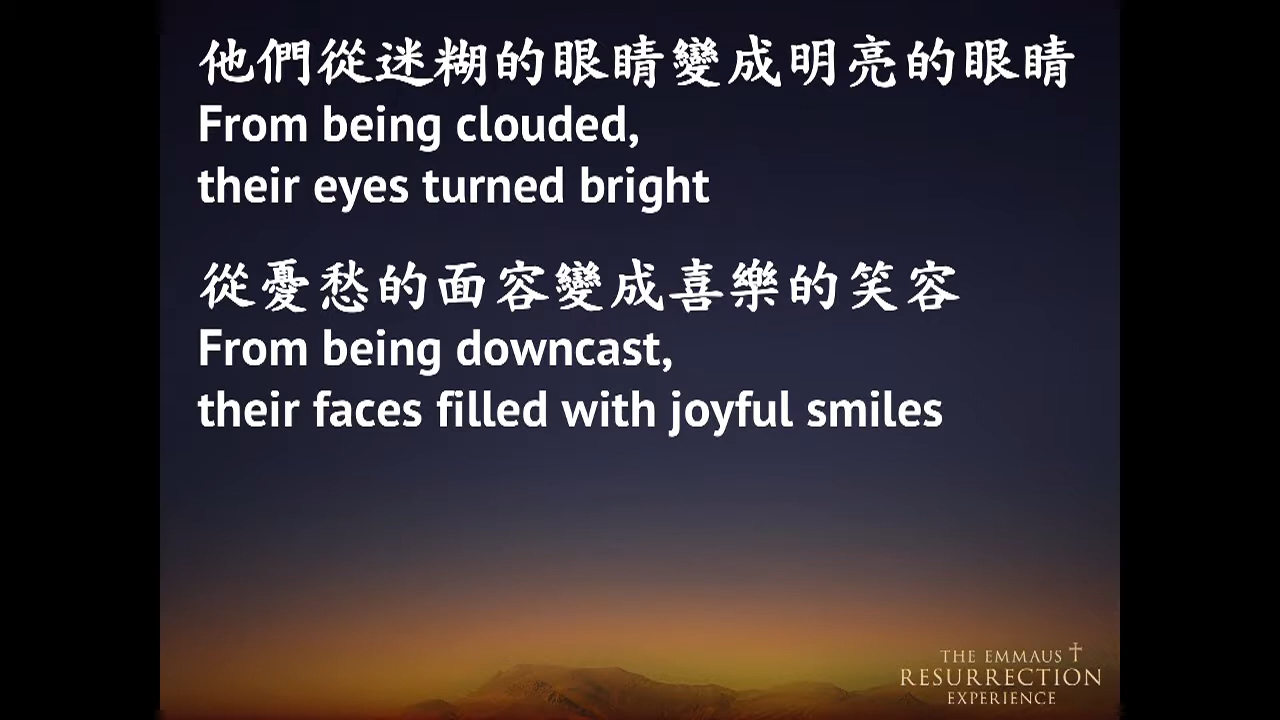 他們從迷糊的眼睛變成明亮的眼睛
From being clouded,
their eyes turned bright
從憂愁的面容變成喜樂的笑容
From being downcast,
their faces filled with joyful smiles
THE EMMAUS
RESURRECTION
EXPERIENCE